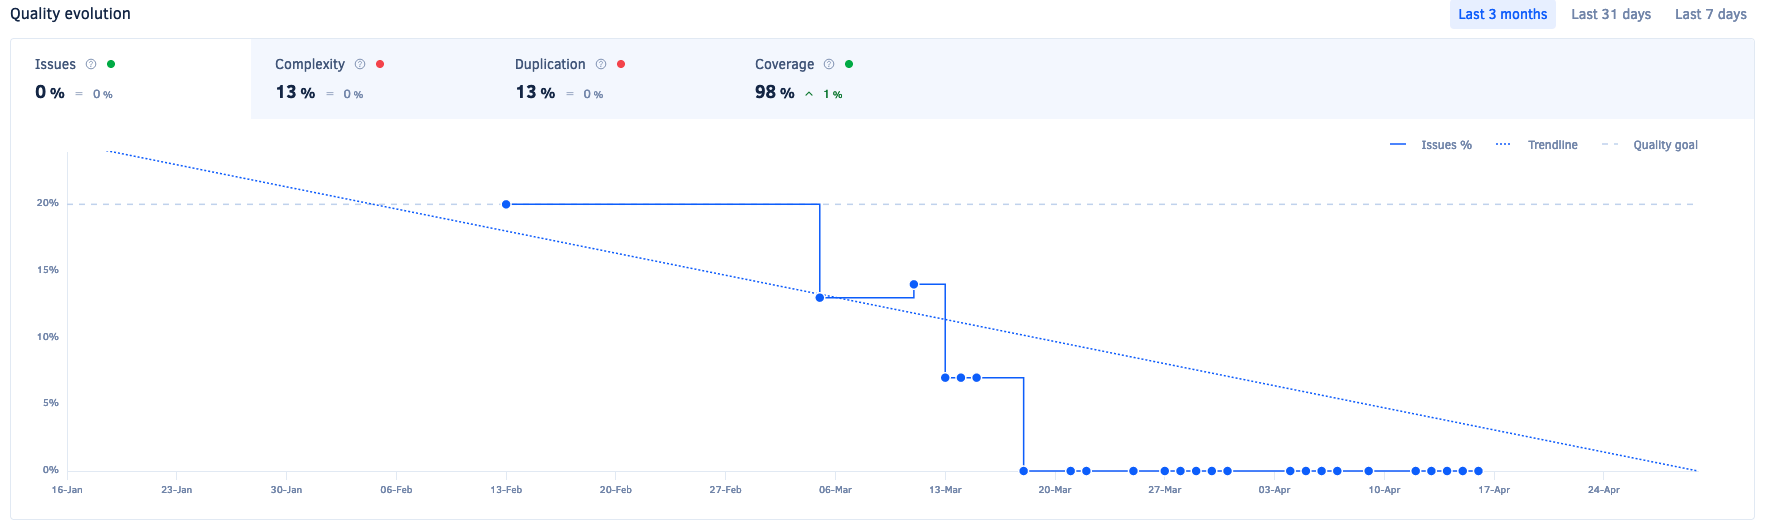 Quality evolution
Last 3 months Last 31 days Last 7 days
Issues ? Complexity ? Duplication ? Coverage ?
0 % = 0 % 13 % = 0 % 13 % = 0 % 98 % ^ 1 %
Issues % Trendline Quality goal
20%
15%
10%
5%
0%
16-Jan 23-Jan 30-Jan 06-Feb 13-Feb 20-Feb 27-Feb 06-Mar 13-Mar 20-Mar 27-Mar 03-Apr 10-Apr 17-Apr 24-Apr